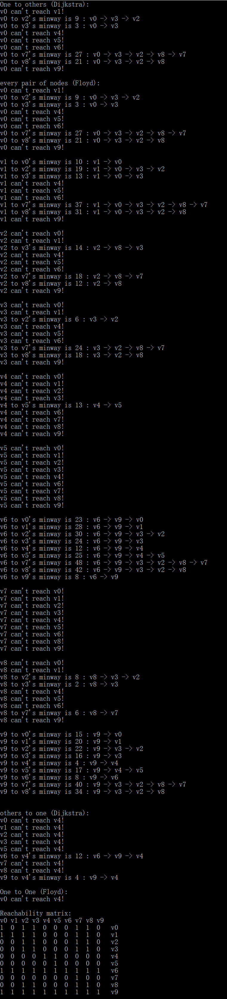 One to others (Dijkstra):
v0 can't reach v1!
v0 to v2's minway is 9 : v0 -> v3 -> v2
v0 to v3's minway is 3 : v0 -> v3
v0 can't reach v4!
v0 can't reach v5!
v0 can't reach v6!
v0 to v7's minway is 27 : v0 -> v3 -> v2 -> v8 -> v7
v0 to v8's minway is 21 : v0 -> v3 -> v2 -> v8
v0 can't reach v9!

every pair of nodes (Floyd):
v0 can't reach v1!
v0 to v2's minway is 9 : v0 -> v3 -> v2
v0 to v3's minway is 3 : v0 -> v3
v0 can't reach v4!
v0 can't reach v5!
v0 can't reach v6!
v0 to v7's minway is 27 : v0 -> v3 -> v2 -> v8 -> v7
v0 to v8's minway is 21 : v0 -> v3 -> v2 -> v8
v0 can't reach v9!

v1 to v0's minway is 10 : v1 -> v0
v1 to v2's minway is 19 : v1 -> v0 -> v3 -> v2
v1 to v3's minway is 13 : v1 -> v0 -> v3
v1 can't reach v4!
v1 can't reach v5!
v1 can't reach v6!
v1 to v7's minway is 37 : v1 -> v0 -> v3 -> v2 -> v8 -> v7
v1 to v8's minway is 31 : v1 -> v0 -> v3 -> v2 -> v8
v1 can't reach v9!

v2 can't reach v0!
v2 can't reach v1!
v2 to v3's minway is 14 : v2 -> v8 -> v3
v2 can't reach v4!
v2 can't reach v5!
v2 can't reach v6!
v2 to v7's minway is 18 : v2 -> v8 -> v7
v2 to v8's minway is 12 : v2 -> v8
v2 can't reach v9!

v3 can't reach v0!
v3 can't reach v1!
v3 to v2's minway is 6 : v3 -> v2
v3 can't reach v4!
v3 can't reach v5!
v3 can't reach v6!
v3 to v7's minway is 24 : v3 -> v2 -> v8 -> v7
v3 to v8's minway is 18 : v3 -> v2 -> v8
v3 can't reach v9!

v4 can't reach v0!
v4 can't reach v1!
v4 can't reach v2!
v4 can't reach v3!
v4 to v5's minway is 13 : v4 -> v5
v4 can't reach v6!
v4 can't reach v7!
v4 can't reach v8!
v4 can't reach v9!

v5 can't reach v0!
v5 can't reach v1!
v5 can't reach v2!
v5 can't reach v3!
v5 can't reach v4!
v5 can't reach v6!
v5 can't reach v7!
v5 can't reach v8!
v5 can't reach v9!

v6 to v0's minway is 23 : v6 -> v9 -> v0
v6 to v1's minway is 28 : v6 -> v9 -> v1
v6 to v2's minway is 30 : v6 -> v9 -> v3 -> v2
v6 to v3's minway is 24 : v6 -> v9 -> v3
v6 to v4's minway is 12 : v6 -> v9 -> v4
v6 to v5's minway is 25 : v6 -> v9 -> v4 -> v5
v6 to v7's minway is 48 : v6 -> v9 -> v3 -> v2 -> v8 -> v7
v6 to v8's minway is 42 : v6 -> v9 -> v3 -> v2 -> v8
v6 to v9's minway is 8 : v6 -> v9

v7 can't reach v0!
v7 can't reach v1!
v7 can't reach v2!
v7 can't reach v3!
v7 can't reach v4!
v7 can't reach v5!
v7 can't reach v6!
v7 can't reach v8!
v7 can't reach v9!

v8 can't reach v0!
v8 can't reach v1!
v8 to v2's minway is 8 : v8 -> v3 -> v2
v8 to v3's minway is 2 : v8 -> v3
v8 can't reach v4!
v8 can't reach v5!
v8 can't reach v6!
v8 to v7's minway is 6 : v8 -> v7
v8 can't reach v9!

v9 to v0's minway is 15 : v9 -> v0
v9 to v1's minway is 20 : v9 -> v1
v9 to v2's minway is 22 : v9 -> v3 -> v2
v9 to v3's minway is 16 : v9 -> v3
v9 to v4's minway is 4 : v9 -> v4
v9 to v5's minway is 17 : v9 -> v4 -> v5
v9 to v6's minway is 8 : v9 -> v6
v9 to v7's minway is 40 : v9 -> v3 -> v2 -> v8 -> v7
v9 to v8's minway is 34 : v9 -> v3 -> v2 -> v8

others to one (Dijkstra):
v0 can't reach v4!
v1 can't reach v4!
v2 can't reach v4!
v3 can't reach v4!
v5 can't reach v4!
v6 to v4's minway is 12 : v6 -> v9 -> v4
v7 can't reach v4!
v8 can't reach v4!
v9 to v4's minway is 4 : v9 -> v4

One to One (Floyd):
v0 can't reach v4!

Reachability matrix:
v0 v1 v2 v3 v4 v5 v6 v7 v8 v9
1 0 1 1 0 0 0 1 1 0 v0
1 1 1 1 0 0 0 1 1 0 v1
0 0 1 1 0 0 0 1 1 0 v2
0 0 1 1 0 0 0 1 1 0 v3
0 0 0 0 1 1 0 0 0 0 v4
0 0 0 0 0 1 0 0 0 0 v5
1 1 1 1 1 1 1 1 1 1 v6
0 0 0 0 0 0 0 1 0 0 v7
0 0 1 1 0 0 0 1 1 0 v8
1 1 1 1 1 1 1 1 1 1 v9